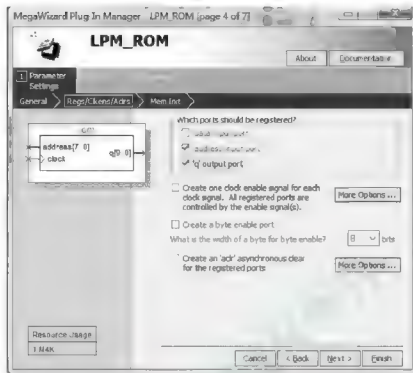 MegaWizard Plug In Manager LPM_ROM [page 4 of 7]
LPM_ROM
About
Documentation
1 Parameter
Settings
General
Regs/Clkens/Aclrs
Mem Init
address[7 0]
clock
Which ports should be registered?
'q' output port
Create one clock enable signal for each
clock signal. All registered ports are
controlled by the enable signal(s).
More Options ...
Create a byte enable port
What is the width of a byte for byte enable?
8
bits
Create an 'aclr' asynchronous clear
for the registered ports
More Options ...
Resource Usage
1 M4K
Cancel
< Back
Next >
Finish